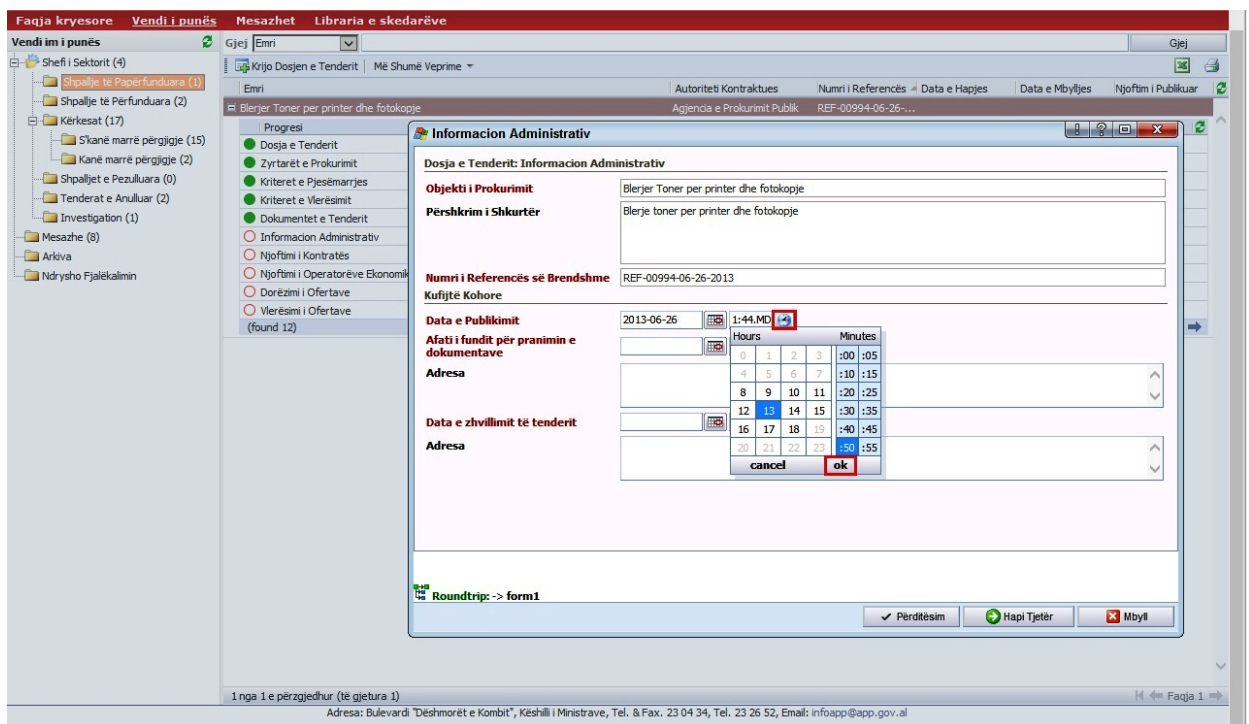 Faqja kryesore Vendi i punës Mesazhet Libraria e skedarëve
Vendi im i punës
Gjej Emri Gjej
Shefi i Sektorit (4)
Krijo Dosjen e Tenderit Më Shumë Veprime
Shpallje të Papërfunduara (1)
Shpallje të Përfunduara (2)
Kërkesat (17)
S'kanë marrë përgjigje (15)
Kanë marrë përgjigje (2)
Shpalljet e Pezulluara (0)
Tenderat e Anulluar (2)
Investigation (1)
Mesazhe (8)
Arkiva
Ndrysho Fjalëkalimin
Emri Autoriteti Kontraktues Numri i Referencës Data e Hapjes Data e Mbylljes Njoftim i Publikuar
Blerjer Toner per printer dhe fotokopje Agjencia e Prokurimit Publik REF-00994-06-26-...
Progresi
Dosja e Tenderit
Zyrtarët e Prokurimit
Kriteret e Pjesëmarrjes
Kriteret e Vlerësimit
Dokumentet e Tenderit
Informacion Administrativ
Njoftimi i Kontratës
Njoftimi i Operatorëve Ekonomik
Dorëzimi i Ofertave
Vlerësimi i Ofertave
(found 12)
Informacion Administrativ
Dosja e Tenderit: Informacion Administrativ
Objekti i Prokurimit Blerjer Toner per printer dhe fotokopje
Përshkrim i Shkurtër Blerje toner per printer dhe fotokopje
Numri i Referencës së Brendshme REF-00994-06-26-2013
Kufijtë Kohore
Data e Publikimit 2013-06-26 1:44.MD
Afati i fundit për pranimin e
dokumentave
Adresa
Data e zhvillimit të tenderit
Adresa
Hours Minutes
0 1 2 3 :00 :05
4 5 6 7 :10 :15
8 9 10 11 :20 :25
12 13 14 15 :30 :35
16 17 18 19 :40 :45
20 21 22 23 :50 :55
cancel ok
Roundtrip: -> form1
Përditësim Hapi Tjetër Mbyll
1 nga 1 e përzgjedhur (të gjetura 1) Faqja 1
Adresa: Bulevardi "Dëshmorët e Kombit", Këshilli i Ministrave, Tel. & Fax. 23 04 34, Tel. 23 26 52, Email: infoapp@app.gov.al